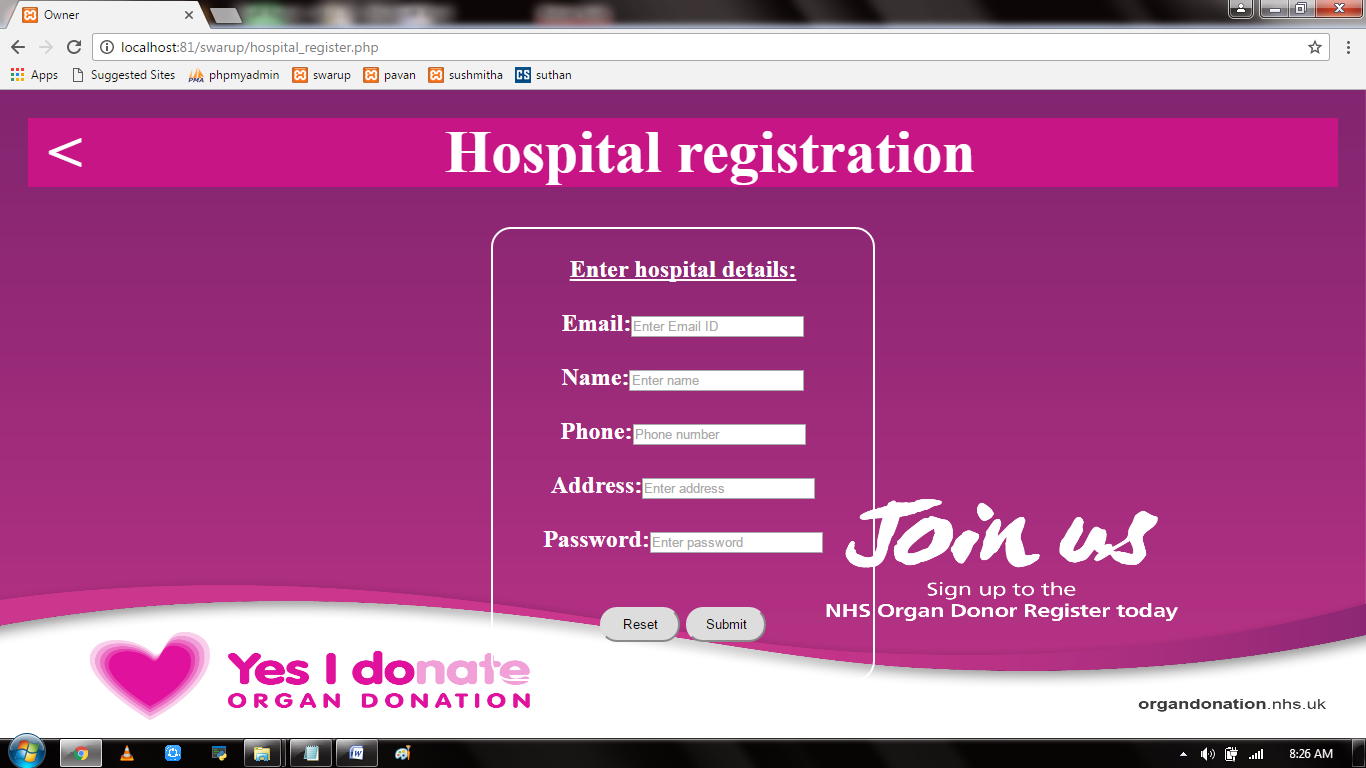 Owner
localhost:81/swarup/hospital_register.php
Apps Suggested Sites phpmyadmin swarup pavan sushmitha suthan
< Hospital registration
Enter hospital details:
Email: Enter Email ID
Name: Enter name
Phone: Phone number
Address: Enter address
Password: Enter password
Join us
Sign up to the
NHS Organ Donor Register today
Reset Submit
Yes I donate
ORGAN DONATION
organdonation.nhs.uk
8:26 AM